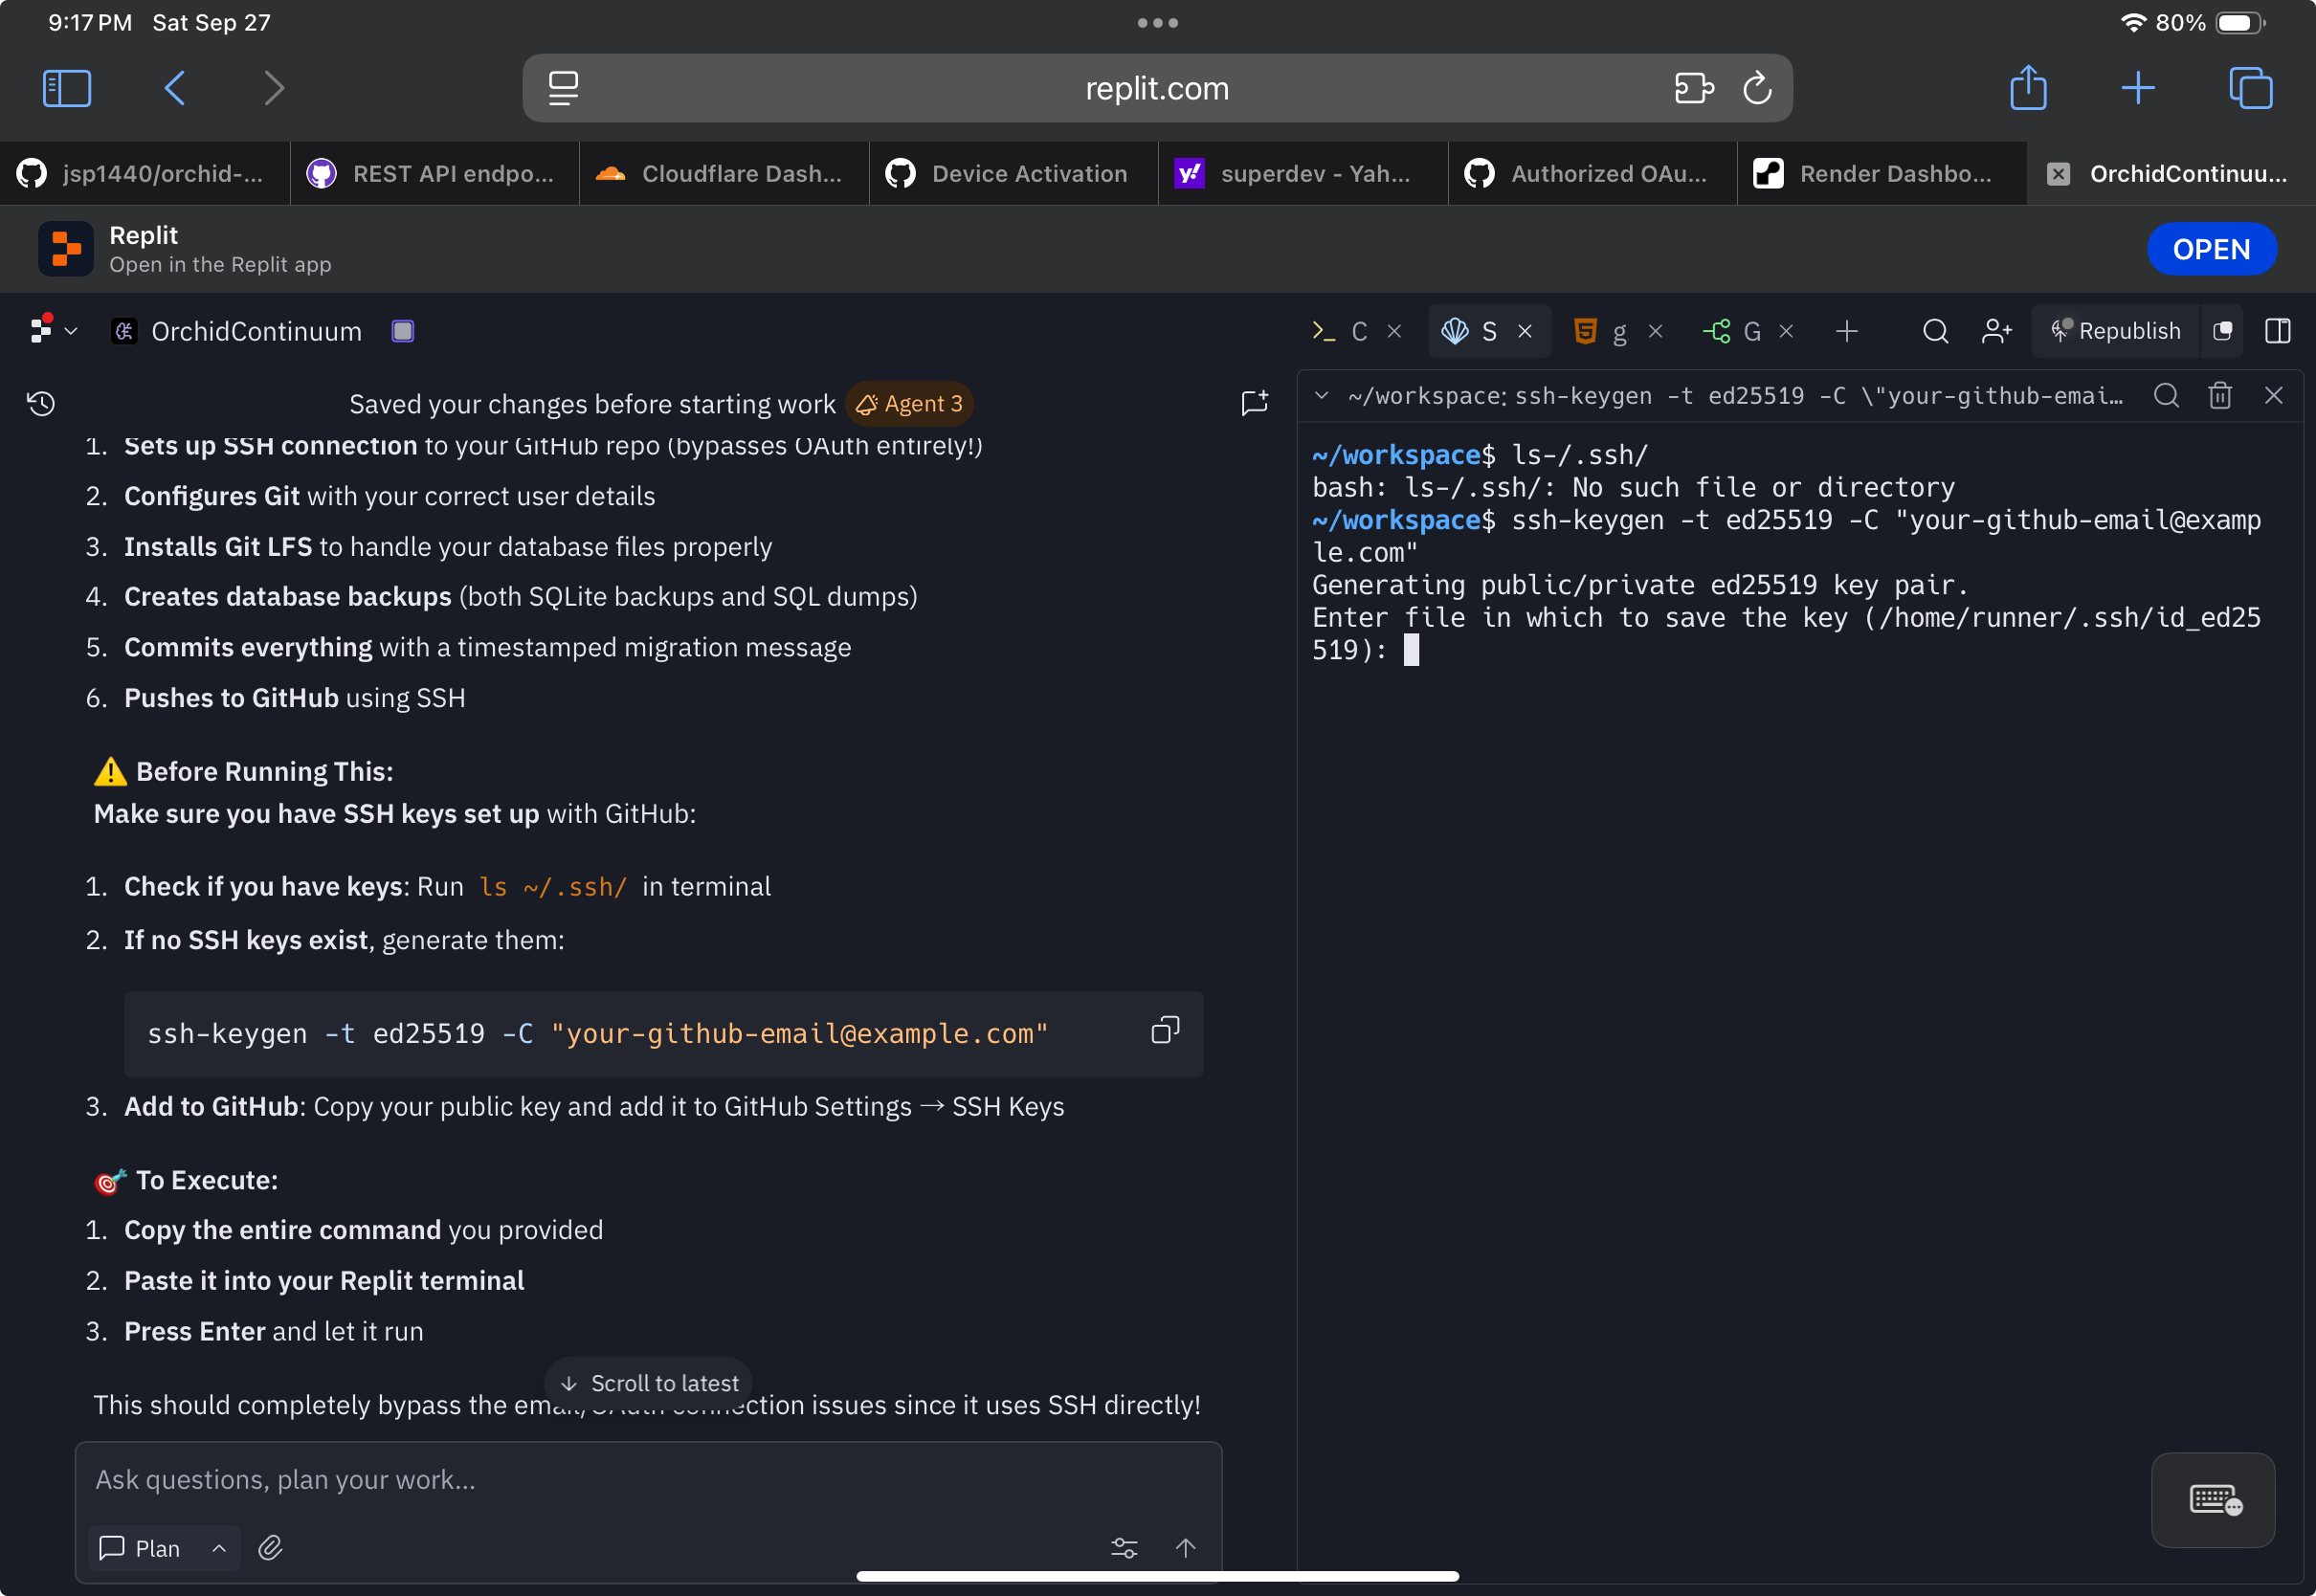 9:17 PM Sat Sep 27
80%
replit.com
jsp1440/orchid-...
REST API endpo...
Cloudflare Dash...
Device Activation
superdev - Yah...
Authorized OAu...
Render Dashbo...
OrchidContinuu...
Replit
Open in the Replit app
OPEN
OrchidContinuum
Saved your changes before starting work Agent 3
1. Sets up SSH connection to your GitHub repo (bypasses OAuth entirely!)
2. Configures Git with your correct user details
3. Installs Git LFS to handle your database files properly
4. Creates database backups (both SQLite backups and SQL dumps)
5. Commits everything with a timestamped migration message
6. Pushes to GitHub using SSH
⚠️ Before Running This:
Make sure you have SSH keys set up with GitHub:
1. Check if you have keys: Run ls ~/.ssh/ in terminal
2. If no SSH keys exist, generate them:
ssh-keygen -t ed25519 -C "your-github-email@example.com"
3. Add to GitHub: Copy your public key and add it to GitHub Settings → SSH Keys
🎯 To Execute:
1. Copy the entire command you provided
2. Paste it into your Replit terminal
3. Press Enter and let it run
↓ Scroll to latest
This should completely bypass the email/OAuth connection issues since it uses SSH directly!
Ask questions, plan your work...
Plan
>_ C ×
S ×
g ×
G ×
Republish
~/workspace: ssh-keygen -t ed25519 -C \"your-github-emai...
~/workspace$ ls-/.ssh/
bash: ls-/.ssh/: No such file or directory
~/workspace$ ssh-keygen -t ed25519 -C "your-github-email@examp
le.com"
Generating public/private ed25519 key pair.
Enter file in which to save the key (/home/runner/.ssh/id_ed25
519):